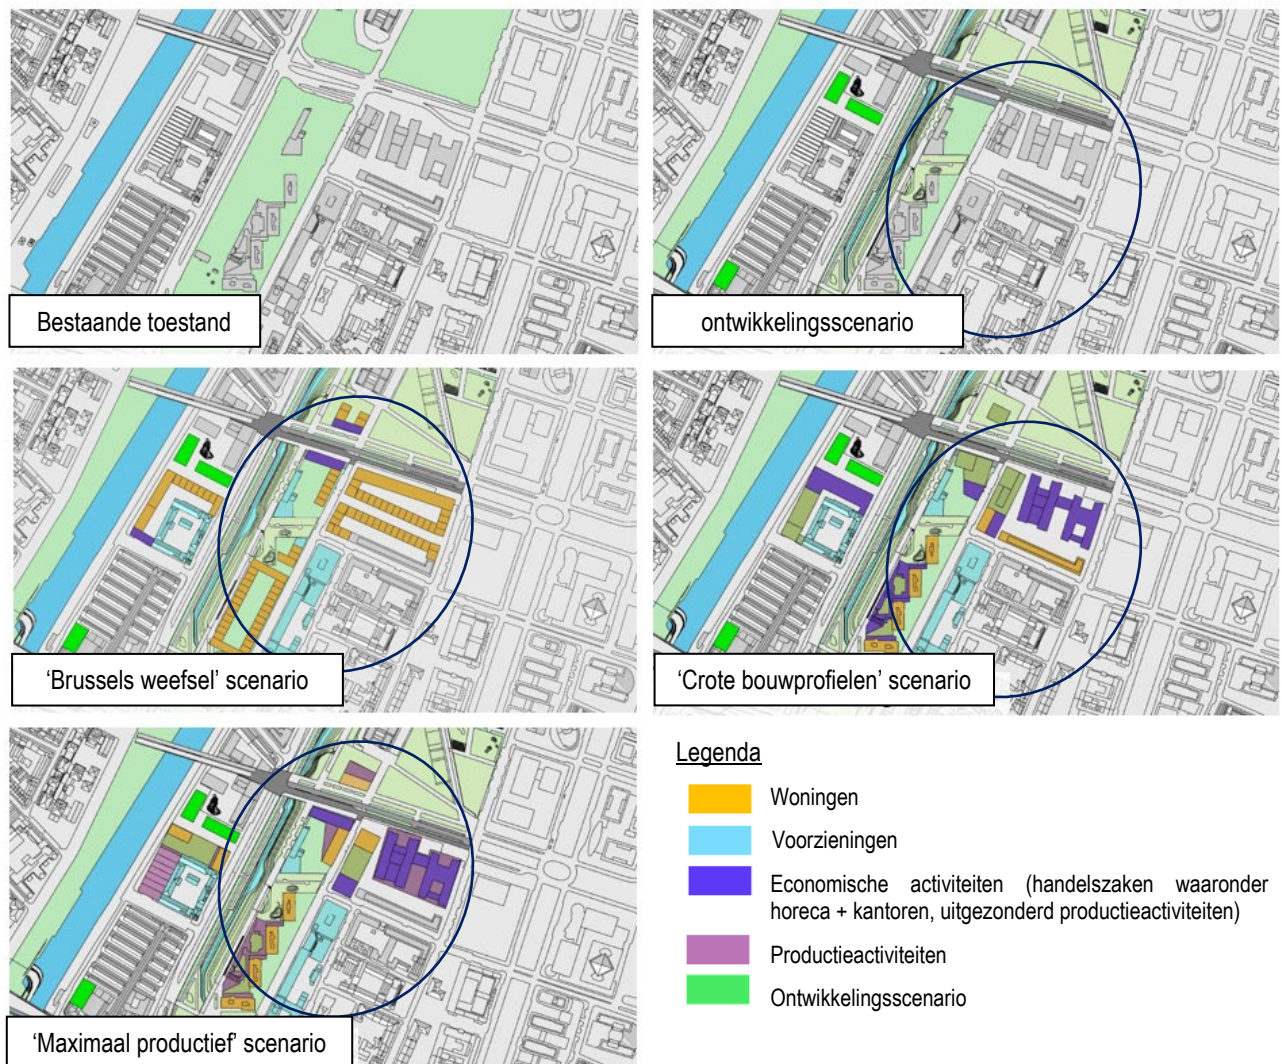 Bestaande toestand
ontwikkelingsscenario
‘Brussels weefsel’ scenario
‘Crote bouwprofielen’ scenario
‘Maximaal productief’ scenario
Legenda
Woningen
Voorzieningen
Economische activiteiten (handelszaken waaronder
horeca + kantoren, uitgezonderd productieactiviteiten)
Productieactiviteiten
Ontwikkelingsscenario